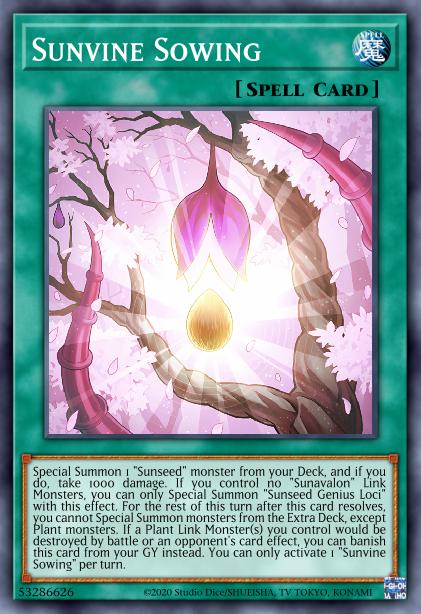 Sunvine Sowing
SPELL
魔
[Spell Card]
Special Summon 1 "Sunseed" monster from your Deck, and if you
do, take 1000 damage. If you control no "Sunavalon" Link
Monsters, you can only Special Summon "Sunseed Genius Loci"
with this effect. For the rest of this turn after this card resolves,
you cannot Special Summon monsters from the Extra Deck, except
Plant monsters. If a Plant Link Monster(s) you control would be
destroyed by battle or an opponent's card effect, you can banish
this card from your GY instead. You can only activate 1 "Sunvine
Sowing" per turn.
53286626
©2020 Studio Dice/SHUEISHA, TV TOKYO, KONAMI